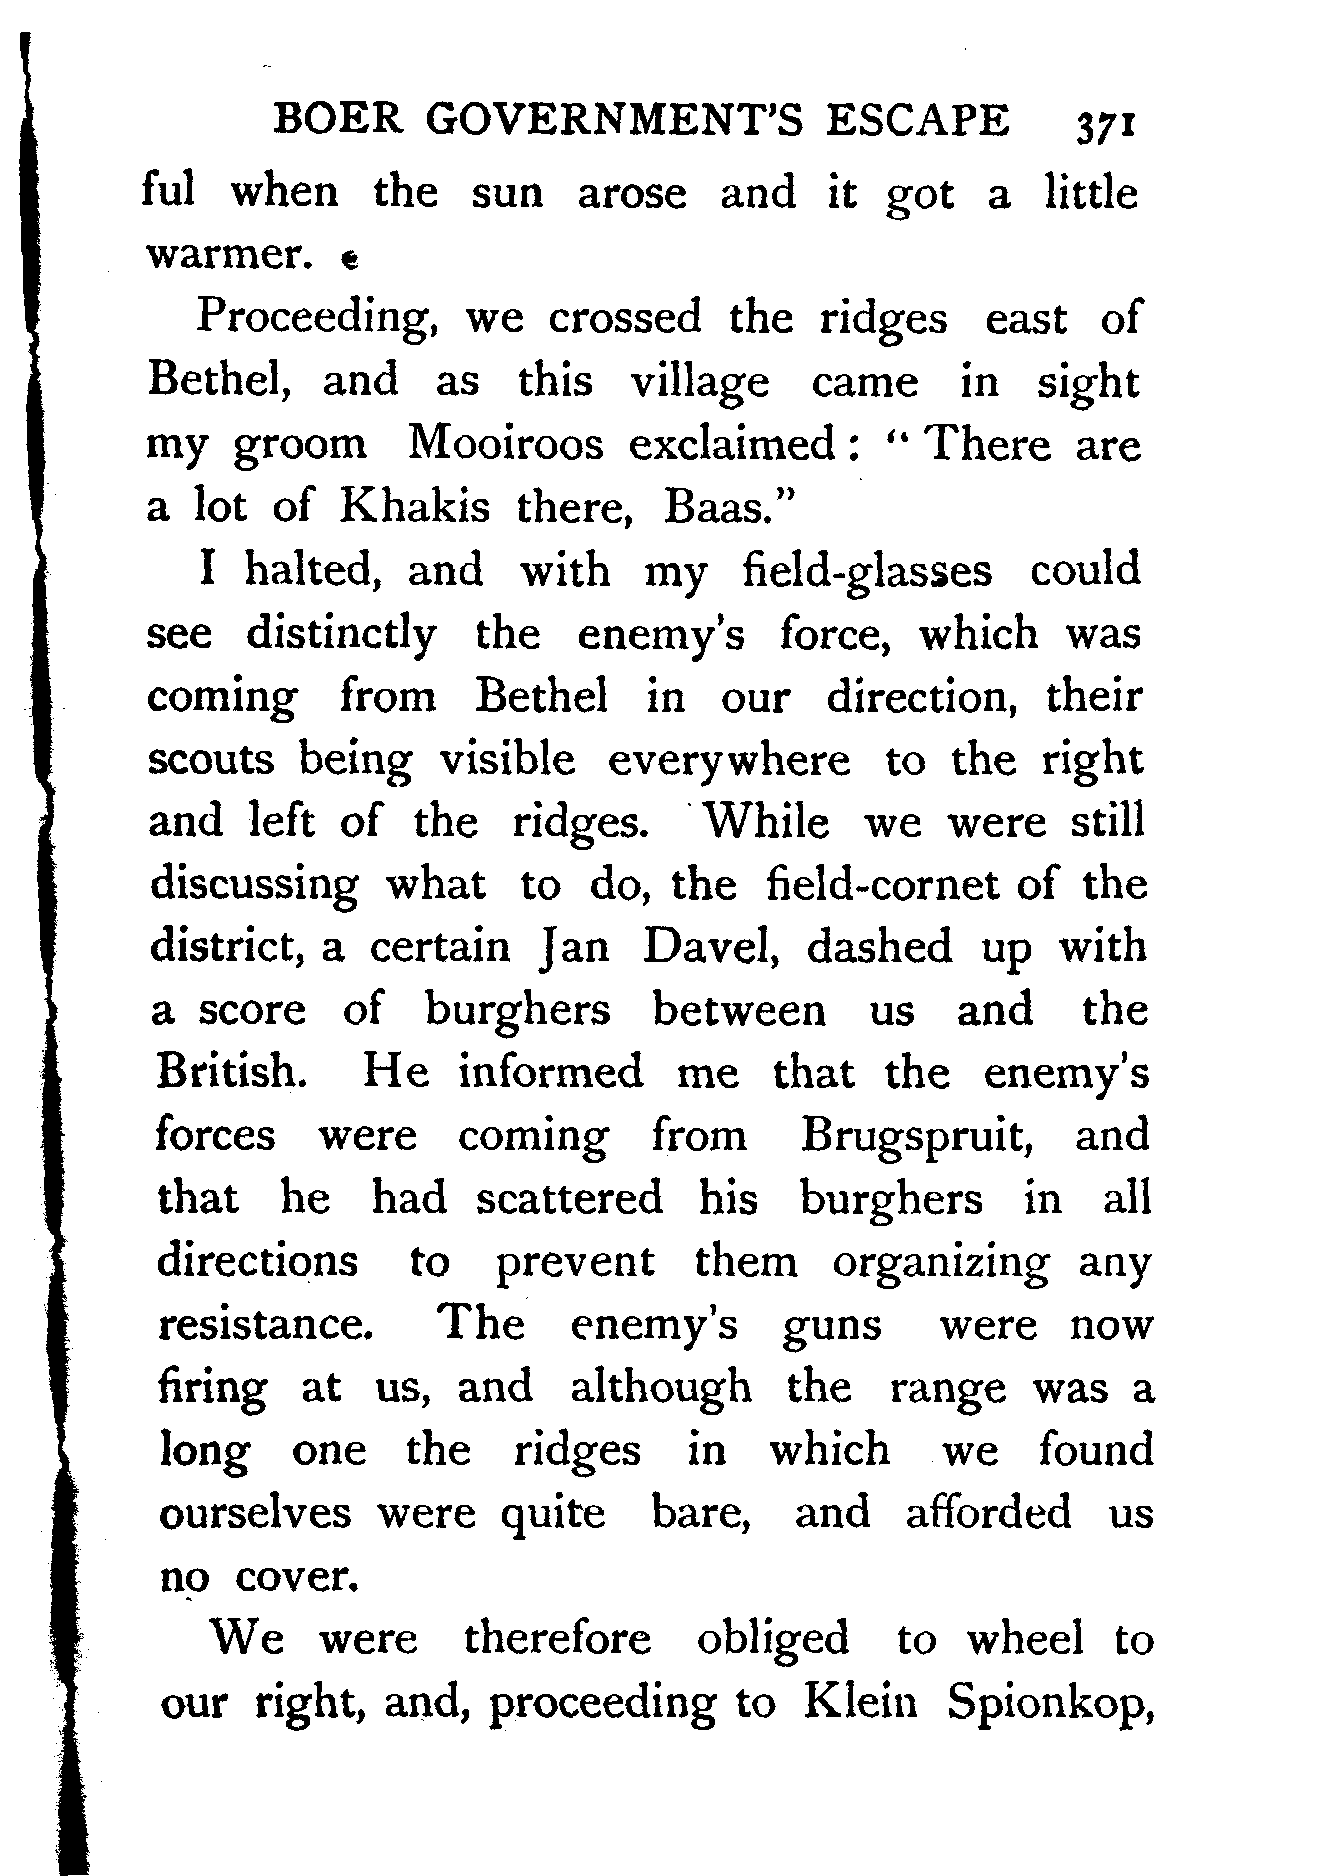 BOER GOVERNMENT'S ESCAPE 371
ful when the sun arose and it got a little
warmer.
Proceeding, we crossed the ridges east of
Bethel, and as this village came in sight
my groom Mooiroos exclaimed : “ There are
a lot of Khakis there, Baas.”
I halted, and with my field-glasses could
see distinctly the enemy's force, which was
coming from Bethel in our direction, their
scouts being visible everywhere to the right
and left of the ridges. While we were still
discussing what to do, the field-cornet of the
district, a certain Jan Davel, dashed up with
a score of burghers between us and the
British. He informed me that the enemy's
forces were coming from Brugspruit, and
that he had scattered his burghers in all
directions to prevent them organizing any
resistance. The enemy's guns were now
firing at us, and although the range was a
long one the ridges in which we found
ourselves were quite bare, and afforded us
no cover.
We were therefore obliged to wheel to
our right, and, proceeding to Klein Spionkop,